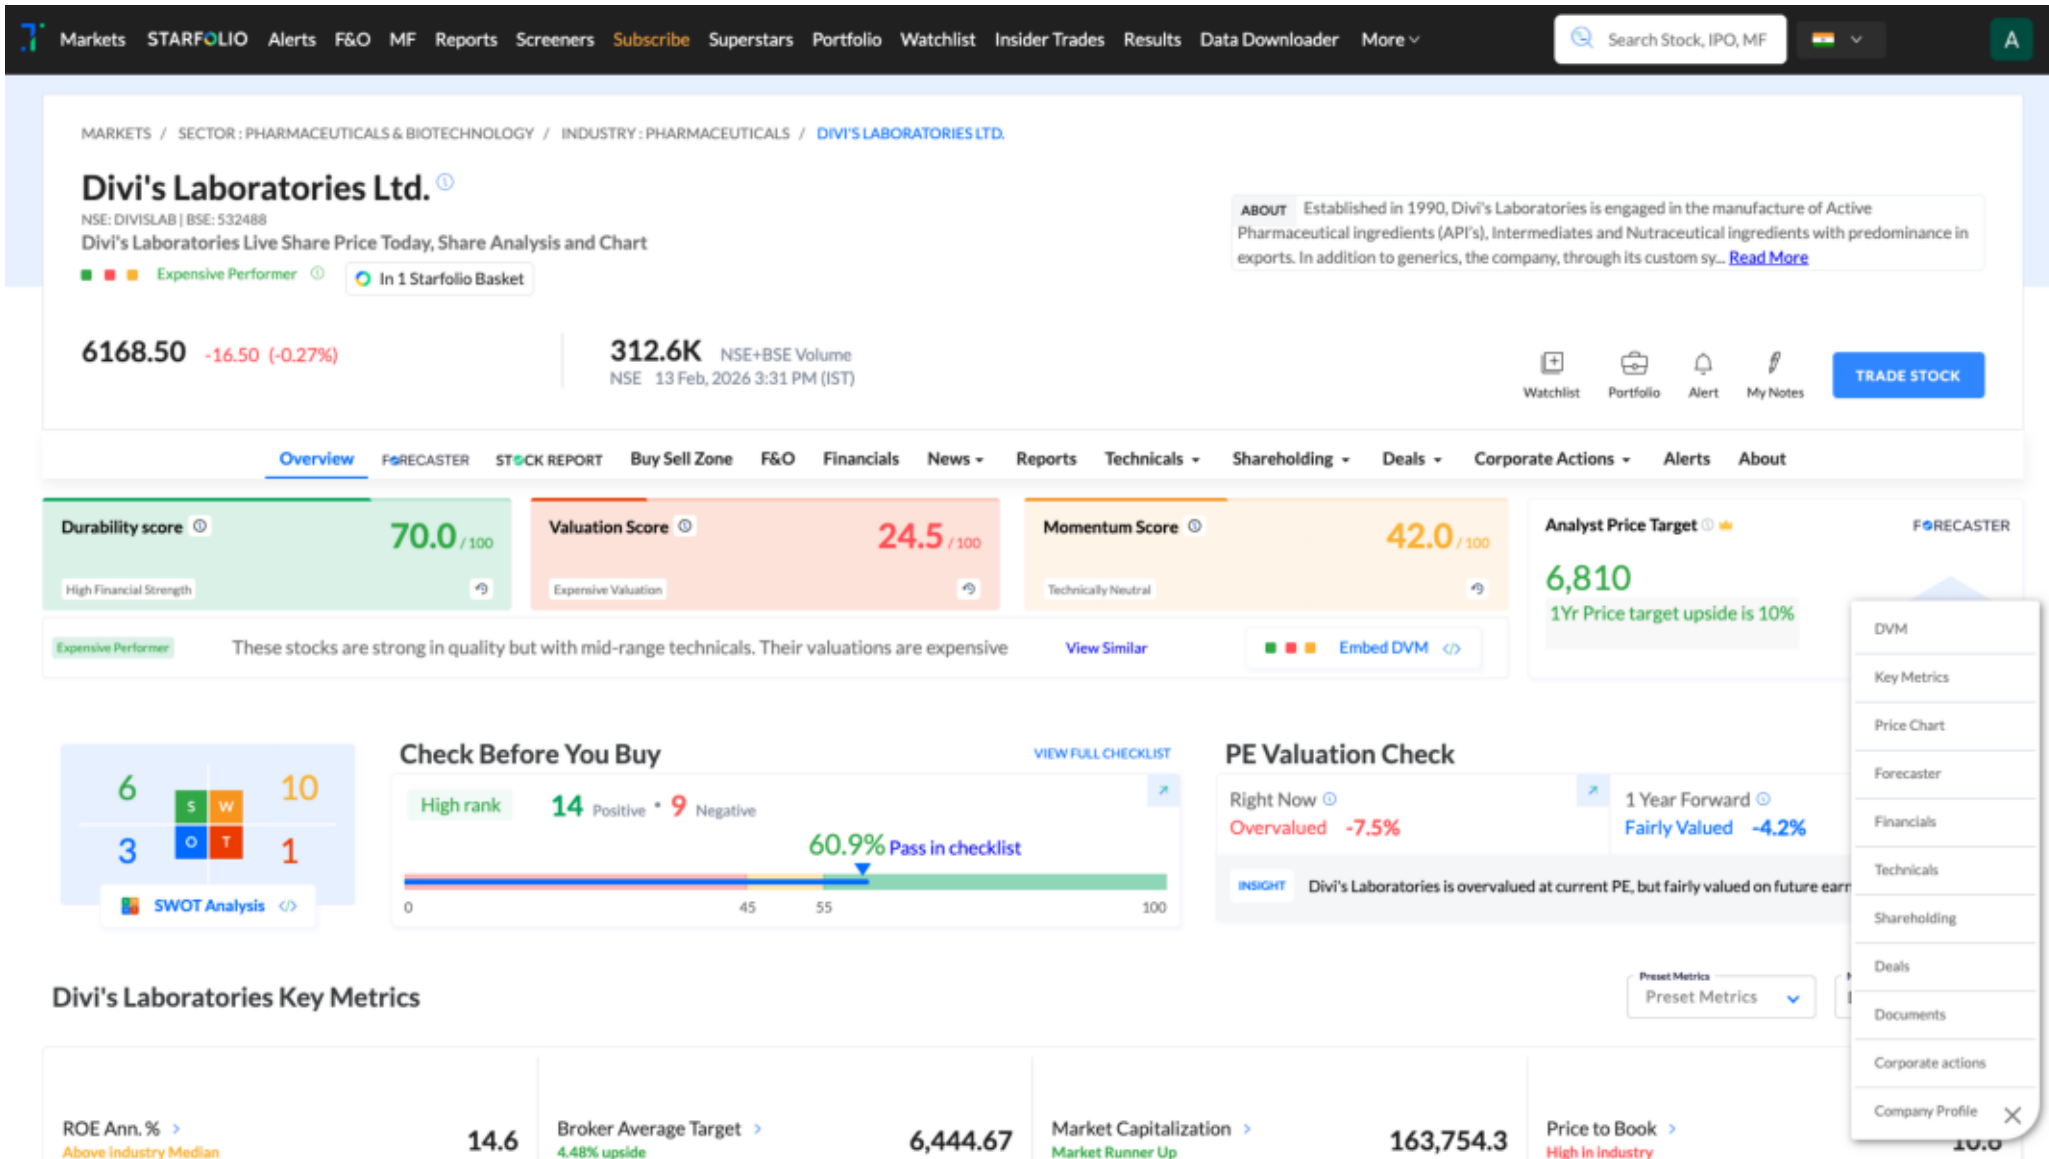 Markets STARFOLIO Alerts F&O MF Reports Screeners Subscribe Superstars Portfolio Watchlist Insider Trades Results Data Downloader More Search Stock, IPO, MF A
MARKETS / SECTOR : PHARMACEUTICALS & BIOTECHNOLOGY / INDUSTRY : PHARMACEUTICALS / DIVI'S LABORATORIES LTD.
Divi's Laboratories Ltd.
NSE: DIVISLAB | BSE: 532488
Divi's Laboratories Live Share Price Today, Share Analysis and Chart
Expensive Performer In 1 Starfolio Basket
ABOUT Established in 1990, Divi's Laboratories is engaged in the manufacture of Active
Pharmaceutical ingredients (API's), Intermediates and Nutraceutical ingredients with predominance in
exports. In addition to generics, the company, through its custom sy... Read More
6168.50 -16.50 (-0.27%)
312.6K NSE+BSE Volume
NSE 13 Feb, 2026 3:31 PM (IST)
Watchlist Portfolio Alert My Notes TRADE STOCK
Overview FORECASTER STOCK REPORT Buy Sell Zone F&O Financials News Reports Technicals Shareholding Deals Corporate Actions Alerts About
Durability score 70.0 / 100
High Financial Strength
Valuation Score 24.5 / 100
Expensive Valuation
Momentum Score 42.0 / 100
Technically Neutral
Analyst Price Target FORECASTER
6,810
1Yr Price target upside is 10%
Expensive Performer These stocks are strong in quality but with mid-range technicals. Their valuations are expensive View Similar Embed DVM </>
6 S W 10
3 O T 1
SWOT Analysis </>
Check Before You Buy VIEW FULL CHECKLIST
High rank 14 Positive • 9 Negative
60.9% Pass in checklist
0 45 55 100
PE Valuation Check
Right Now
Overvalued -7.5%
1 Year Forward
Fairly Valued -4.2%
INSIGHT Divi's Laboratories is overvalued at current PE, but fairly valued on future earn
DVM
Key Metrics
Price Chart
Forecaster
Financials
Technicals
Shareholding
Deals
Documents
Corporate actions
Company Profile
Divi's Laboratories Key Metrics
Preset Metrics
Preset Metrics
ROE Ann. % 14.6
Above industry Median
Broker Average Target 6,444.67
4.48% upside
Market Capitalization 163,754.3
Market Runner Up
Price to Book 10.6
High in industry